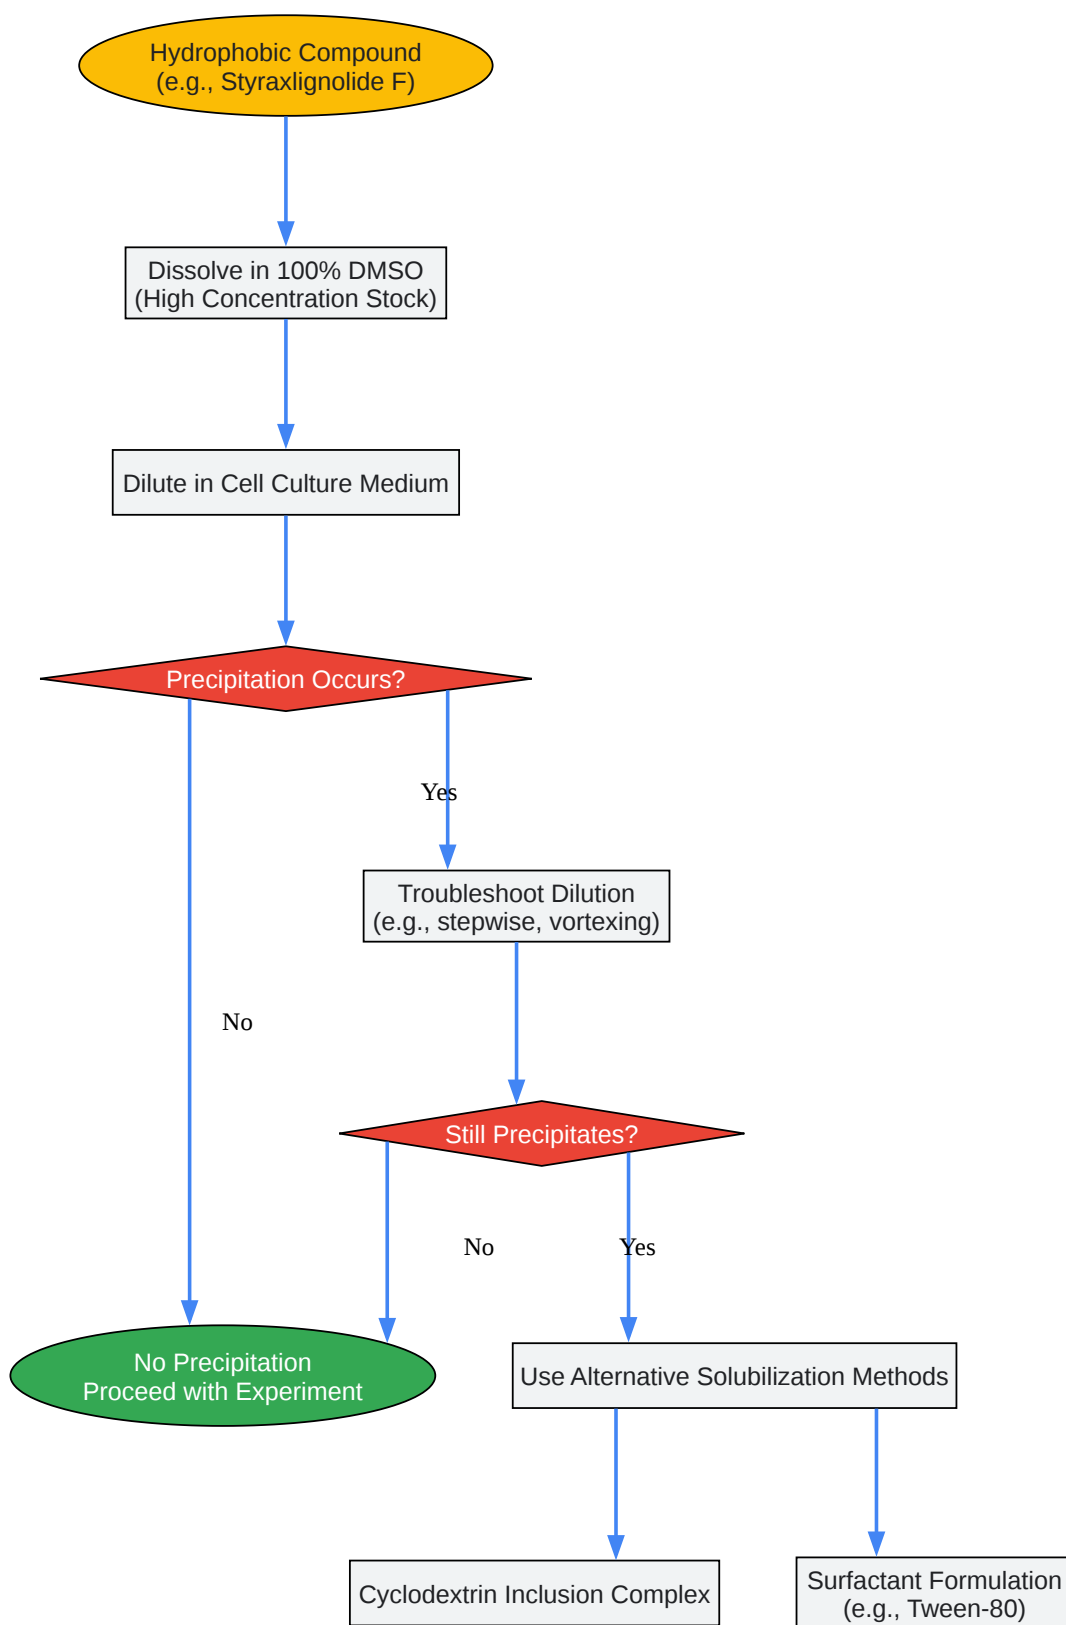 Hydrophobic Compound
(e.g., Styraxlignolide F)
Dissolve in 100% DMSO
(High Concentration Stock)
Dilute in Cell Culture Medium
Precipitation Occurs?
Yes
Troubleshoot Dilution
(e.g., stepwise, vortexing)
No
Still Precipitates?
No
Yes
No Precipitation
Proceed with Experiment
Use Alternative Solubilization Methods
Cyclodextrin Inclusion Complex
Surfactant Formulation
(e.g., Tween-80)